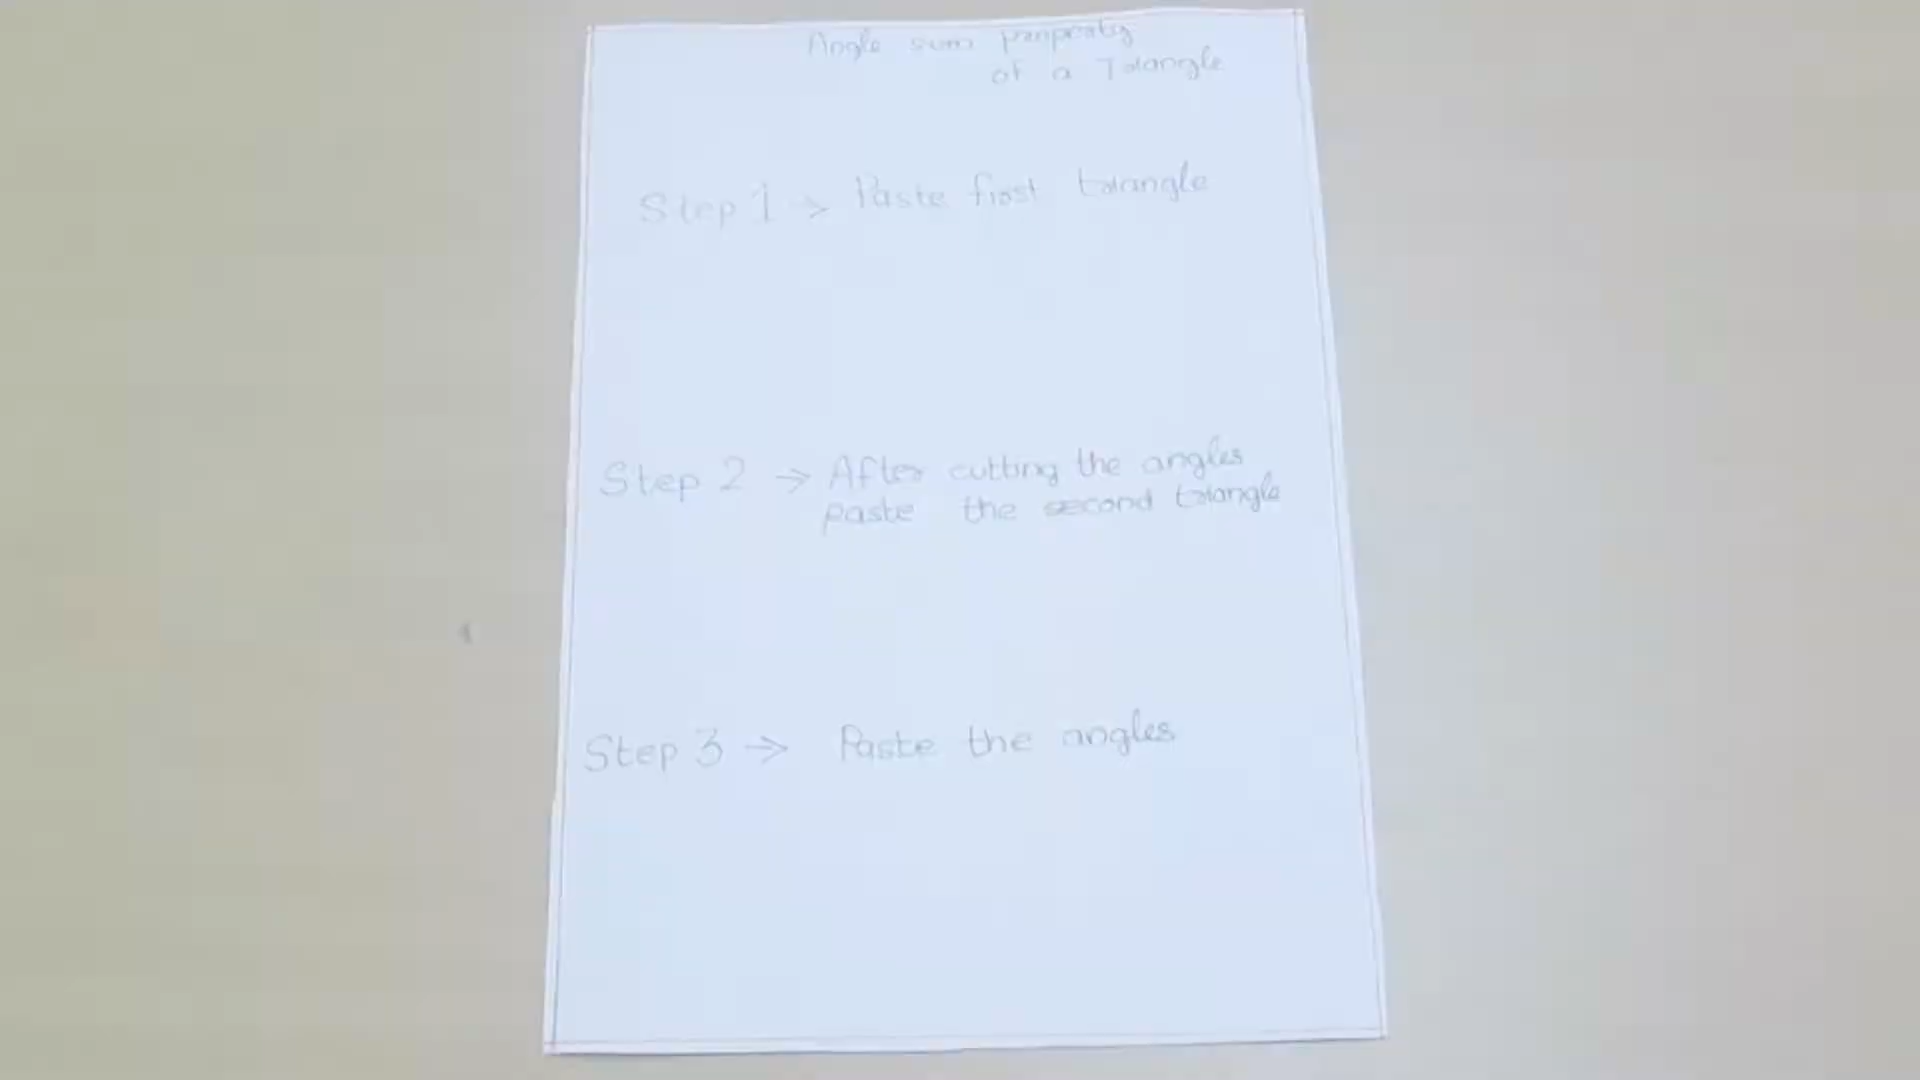 Angle sum property
of a Triangle
Step 1 → Paste first triangle
Step 2 → After cutting the angles
paste the second triangle
Step 3 → Paste the angles